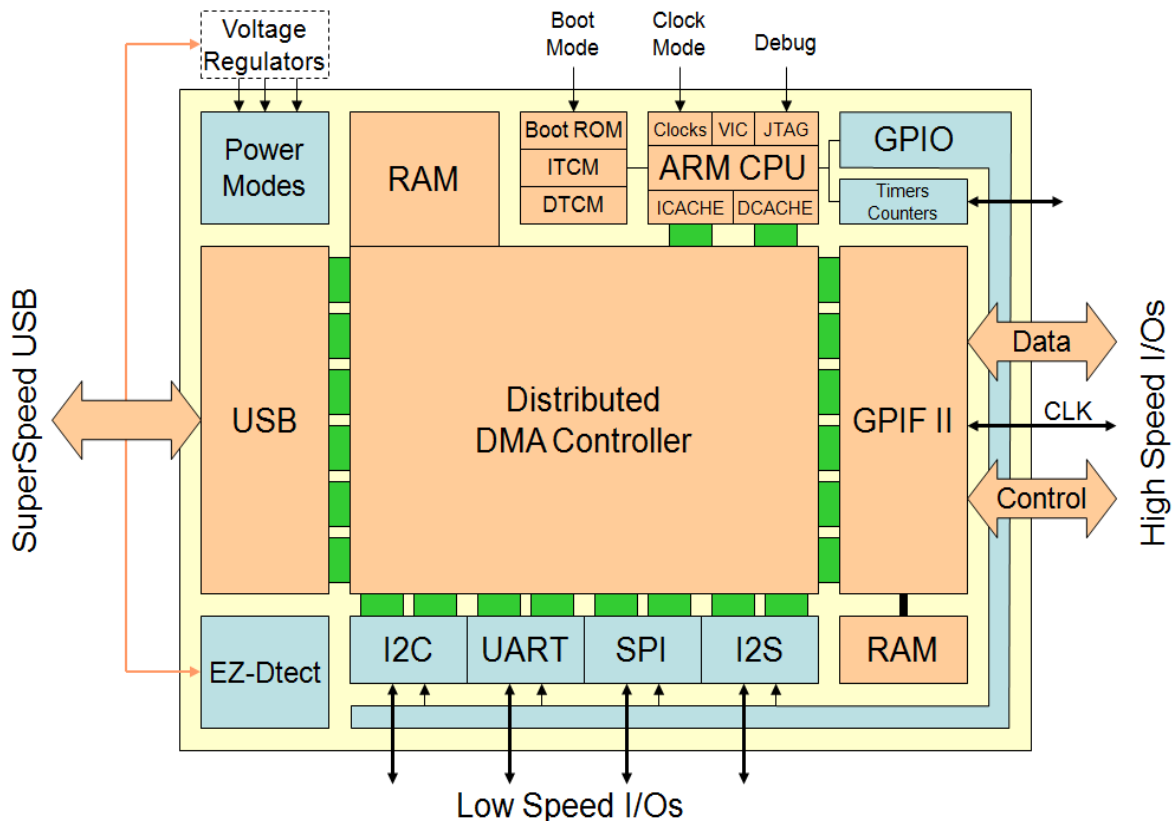 Voltage
Regulators
Boot
Mode
Clock
Mode
Debug
Power
Modes
RAM
Boot ROM
ITCM
DTCM
Clocks
VIC
JTAG
ARM CPU
ICACHE
DCACHE
GPIO
Timers
Counters
SuperSpeed USB
USB
Distributed
DMA Controller
GPIF II
Data
CLK
Control
High Speed I/Os
EZ-Dtect
I2C
UART
SPI
I2S
RAM
Low Speed I/Os